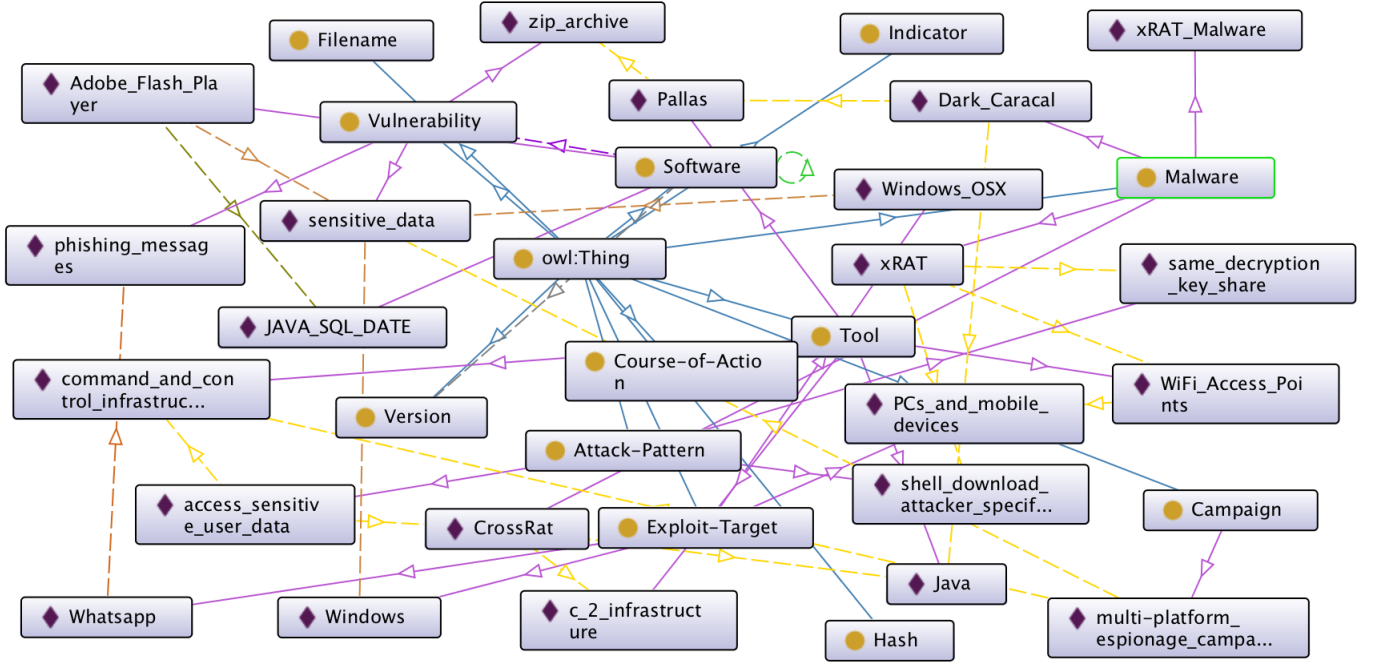 Filename
zip_archive
Indicator
xRAT_Malware
Adobe_Flash_Pla
yer
Vulnerability
Pallas
Dark_Caracal
Software
Malware
Windows_OSX
sensitive_data
phishing_messag
es
owl:Thing
xRAT
same_decryption
_key_share
JAVA_SQL_DATE
Tool
Course-of-Actio
n
command_and_con
trol_infrastruc...
WiFi_Access_Poi
nts
Version
PCs_and_mobile_
devices
Attack-Pattern
shell_download_
attacker_specif...
access_sensitiv
e_user_data
Campaign
CrossRat
Exploit-Target
Java
Whatsapp
Windows
c_2_infrastruct
ure
Hash
multi-platform_
espionage_campa...